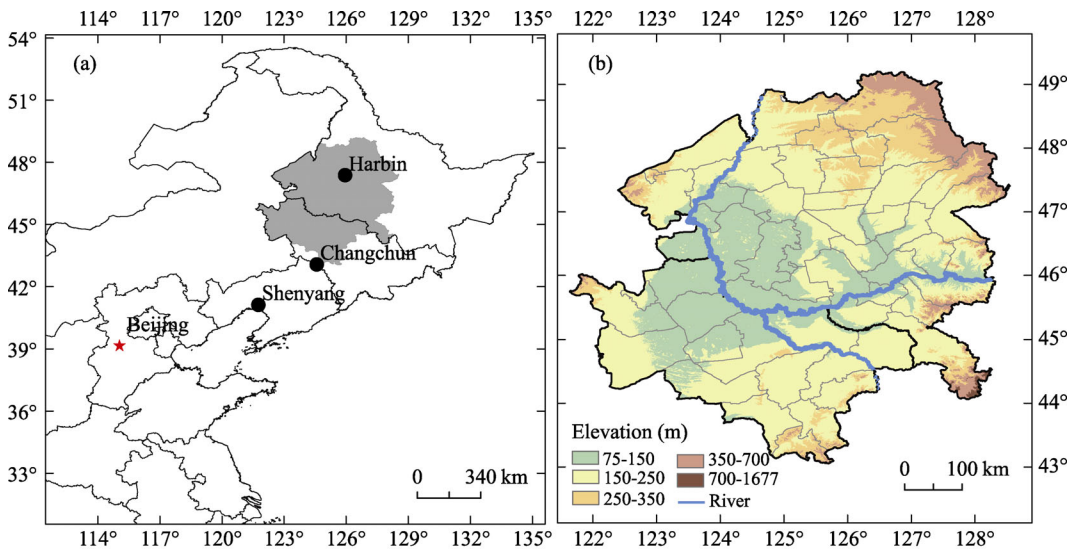 114° 117° 120° 123° 126° 129° 132° 135°
122° 123° 124° 125° 126° 127° 128°
54°
51°
48°
45°
42°
39°
36°
33°
(a)
Harbin
Changchun
Shenyang
Beijing
0 340 km
114° 117° 120° 123° 126° 129° 132° 135°
(b)
49°
48°
47°
46°
45°
44°
43°
Elevation (m)
75-150
150-250
250-350
350-700
700-1677
River
0 100 km
122° 123° 124° 125° 126° 127° 128°